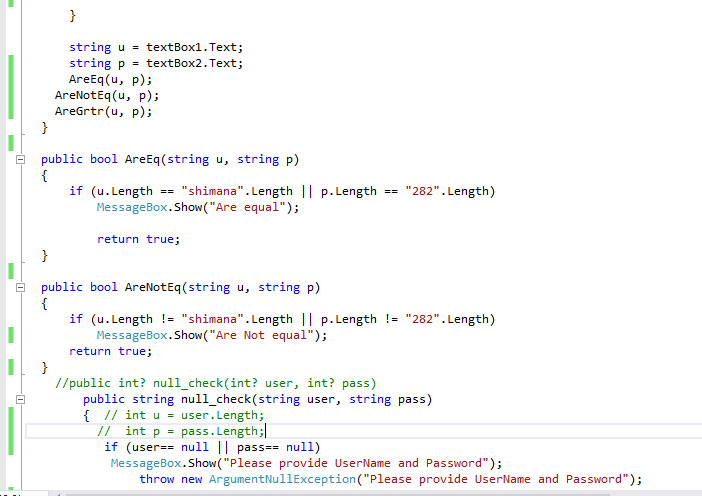 }
string u = textBox1.Text;
string p = textBox2.Text;
AreEq(u, p);
AreNotEq(u, p);
AreGrtr(u, p);
}
public bool AreEq(string u, string p)
{
if (u.Length == "shimana".Length || p.Length == "282".Length)
MessageBox.Show("Are equal");
return true;
}
public bool AreNotEq(string u, string p)
{
if (u.Length != "shimana".Length || p.Length != "282".Length)
MessageBox.Show("Are Not equal");
return true;
}
//public int? null_check(int? user, int? pass)
public string null_check(string user, string pass)
{ // int u = user.Length;
// int p = pass.Length;
if (user== null || pass== null)
MessageBox.Show("Please provide UserName and Password");
throw new ArgumentNullException("Please provide UserName and Password");